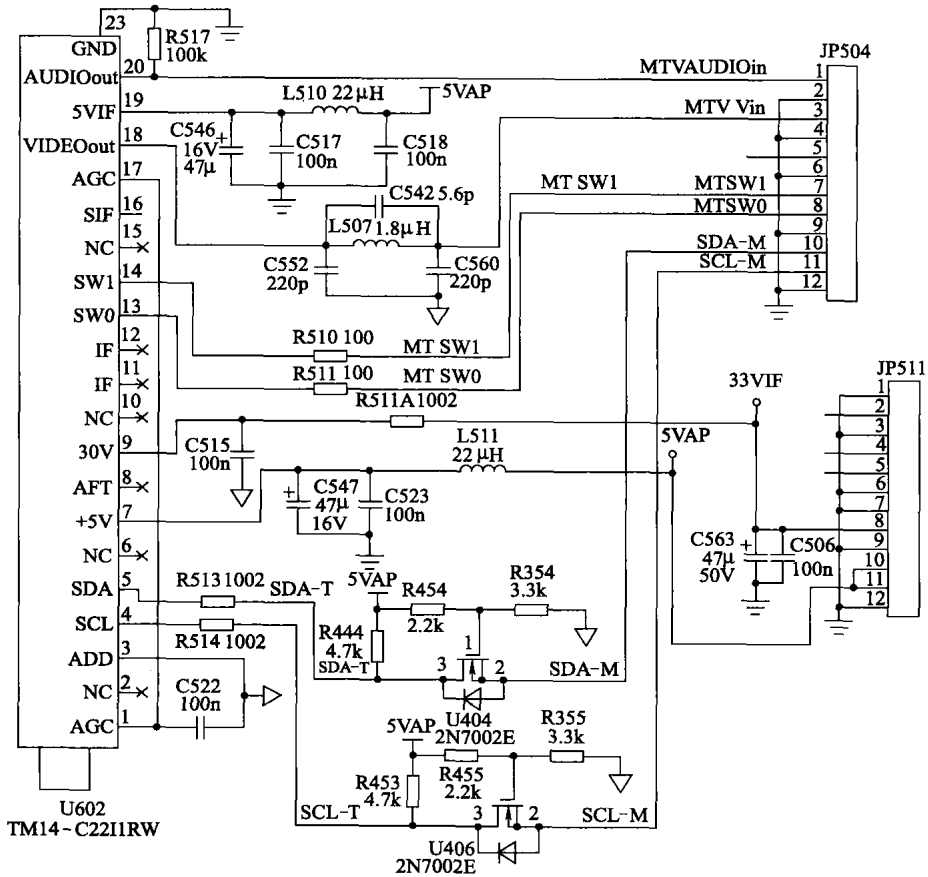 23
GND
R517
100k
JP504
AUDIOout 20
MTVAUDIOin 1
2
5VIF 19
L510 22μH
5VAP
MTV Vin 3
VIDEOout 18
C546
16V
47μ
+
C517
100n
C518
100n
4
5
AGC 17
6
C542 5.6p
MT SW1
MTSW1 7
SIF 16
MTSW0 8
L507 1.8μH
9
NC 15
SDA-M 10
SCL-M 11
C552
220p
C560
220p
12
SW1 14
SW0 13
R510 100
MT SW1
IF 12
R511 100
MT SW0
IF 11
R511A 1002
33VIF
JP511
NC 10
1
2
30V 9
C515
100n
L511
22μH
5VAP
3
4
AFT 8
5
+
C547
47μ
16V
C523
100n
6
+5V 7
7
8
NC 6
C563
47μ
50V
+
C506
100n
9
10
SDA 5
R513 1002
SDA-T
5VAP
R454
2.2k
R354
3.3k
11
12
SCL 4
R514 1002
R444
4.7k
SDA-T
1
ADD 3
3
2
SDA-M
NC 2
C522
100n
U404
2N7002E
AGC 1
5VAP
R355
3.3k
R453
4.7k
R455
2.2k
U602
TM14~C22I1RW
SCL-T
3
2
SCL-M
U406
2N7002E